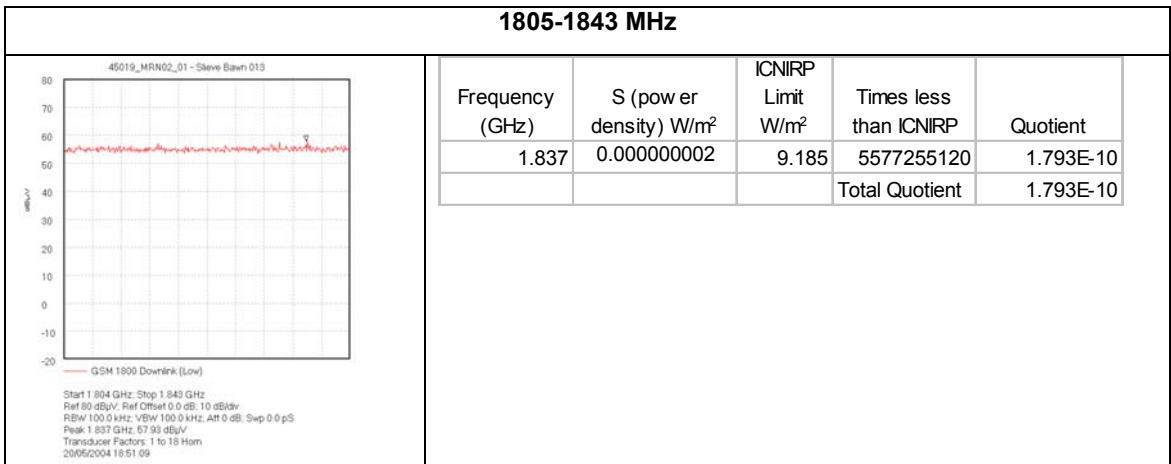 1805-1843 MHz
45019_MRN02_01 - Slieve Bawn 013
80
70
60
50
40
30
20
10
0
-10
-20
dBµV
GSM 1800 Downlink (Low)
Start 1.804 GHz; Stop 1.843 GHz
Ref 80 dBµV; Ref Offset 0.0 dB; 10 dB/div
RBW 100.0 kHz; VBW 100.0 kHz; Att 0 dB; Swp 0.0 pS
Peak 1.837 GHz, 57.93 dBµV
Transducer Factors: 1 to 18 Horn
20/05/2004 18:51:09
Frequency (GHz) S (pow er density) W/m² ICNIRP Limit W/m² Times less than ICNIRP Quotient
1.837 0.000000002 9.185 5577255120 1.793E-10
Total Quotient 1.793E-10